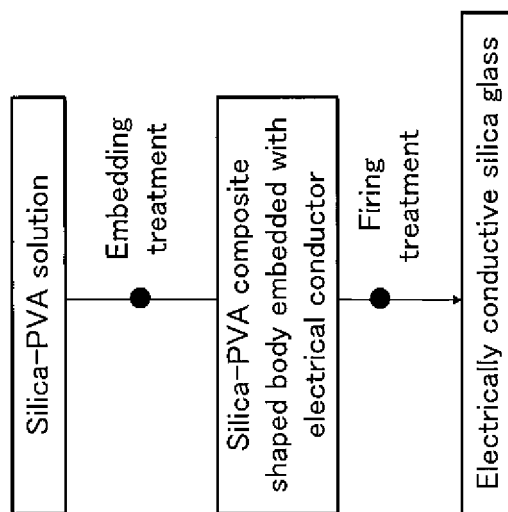 Silica-PVA solution
Embedding
treatment
Silica-PVA composite
shaped body embedded with
electrical conductor
Firing
treatment
Electrically conductive silica glass